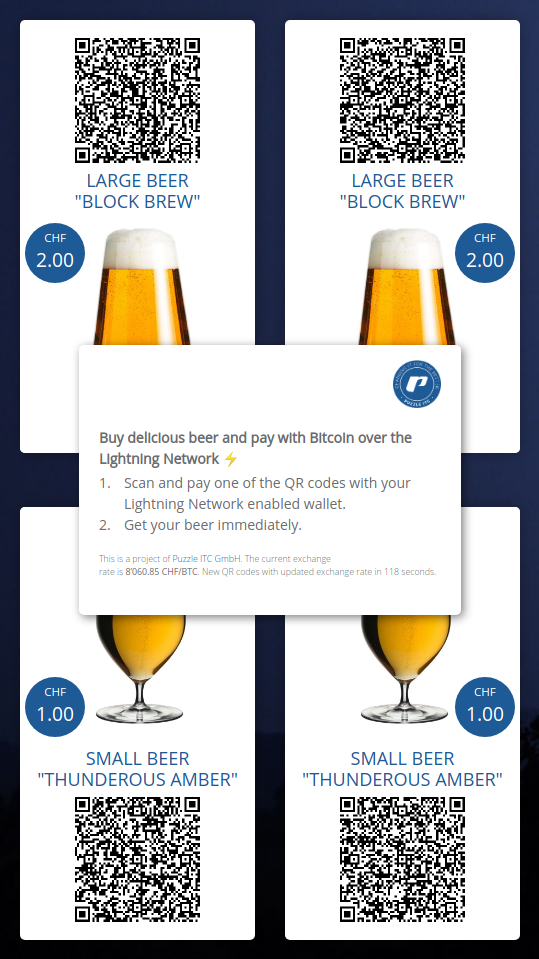 LARGE BEER
"BLOCK BREW"
CHF
2.00
LARGE BEER
"BLOCK BREW"
CHF
2.00
PUZZLE ITC
Buy delicious beer and pay with Bitcoin over the
Lightning Network ⚡
1. Scan and pay one of the QR codes with your
Lightning Network enabled wallet.
2. Get your beer immediately.
This is a project of Puzzle ITC GmbH. The current exchange
rate is 8'060.85 CHF/BTC. New QR codes with updated exchange rate in 118 seconds.
CHF
1.00
SMALL BEER
"THUNDEROUS AMBER"
CHF
1.00
SMALL BEER
"THUNDEROUS AMBER"